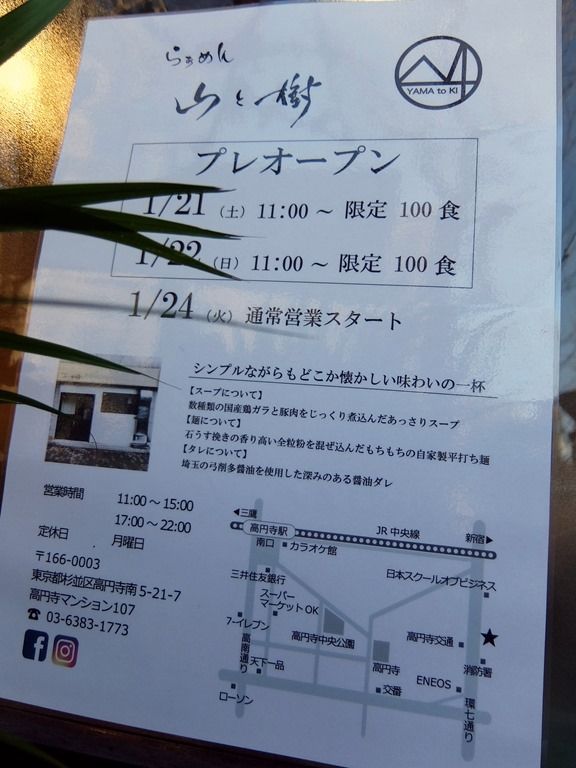 らぁめん
山と樹
YAMA to KI
プレオープン
1/21（土）11:00～ 限定 100食
1/22（日）11:00～ 限定 100食
1/24（火）通常営業スタート
シンプルながらもどこか懐かしい味わいの一杯
【スープについて】
数種類の国産鶏ガラと豚肉をじっくり煮込んだあっさりスープ
【麺について】
石うす挽きの香り高い全粒粉を混ぜ込んだもちもちの自家製平打ち麺
【タレについて】
埼玉の弓削多醤油を使用した深みのある醤油ダレ
営業時間 11:00～15:00
17:00～22:00
定休日 月曜日
〒166-0003
東京都杉並区高円寺南5-21-7
高円寺マンション107
☎ 03-6383-1773
◀三鷹
高円寺駅
JR 中央線
新宿▶
南口
カラオケ館
三井住友銀行
日本スクールオブビジネス
スーパー
マーケットOK
7-イレブン
高円寺中央公園
高円寺交通
★
高南通り
天下一品
高円寺
消防署
ENEOS
交番
環七通り
ローソン